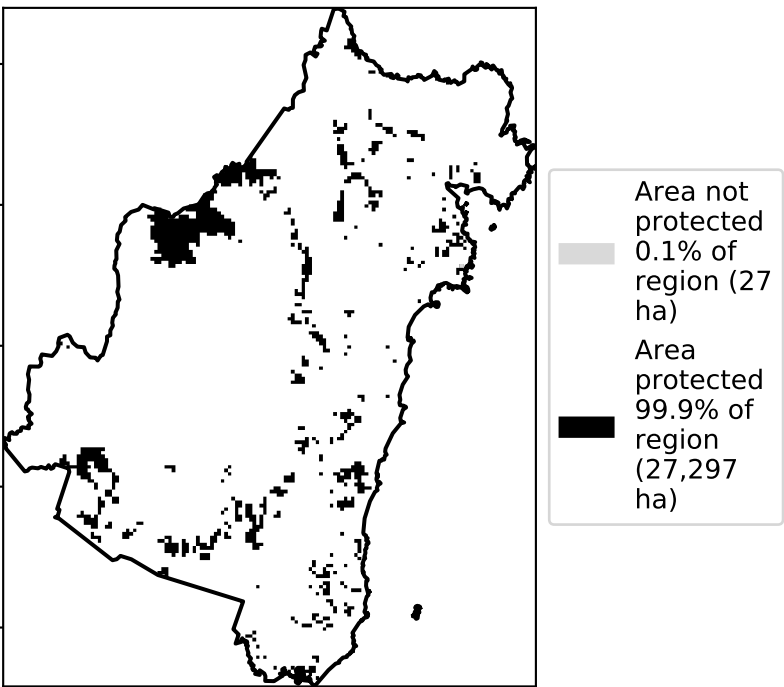 Area not
protected
0.1% of
region (27
ha)
Area
protected
99.9% of
region
(27,297
ha)